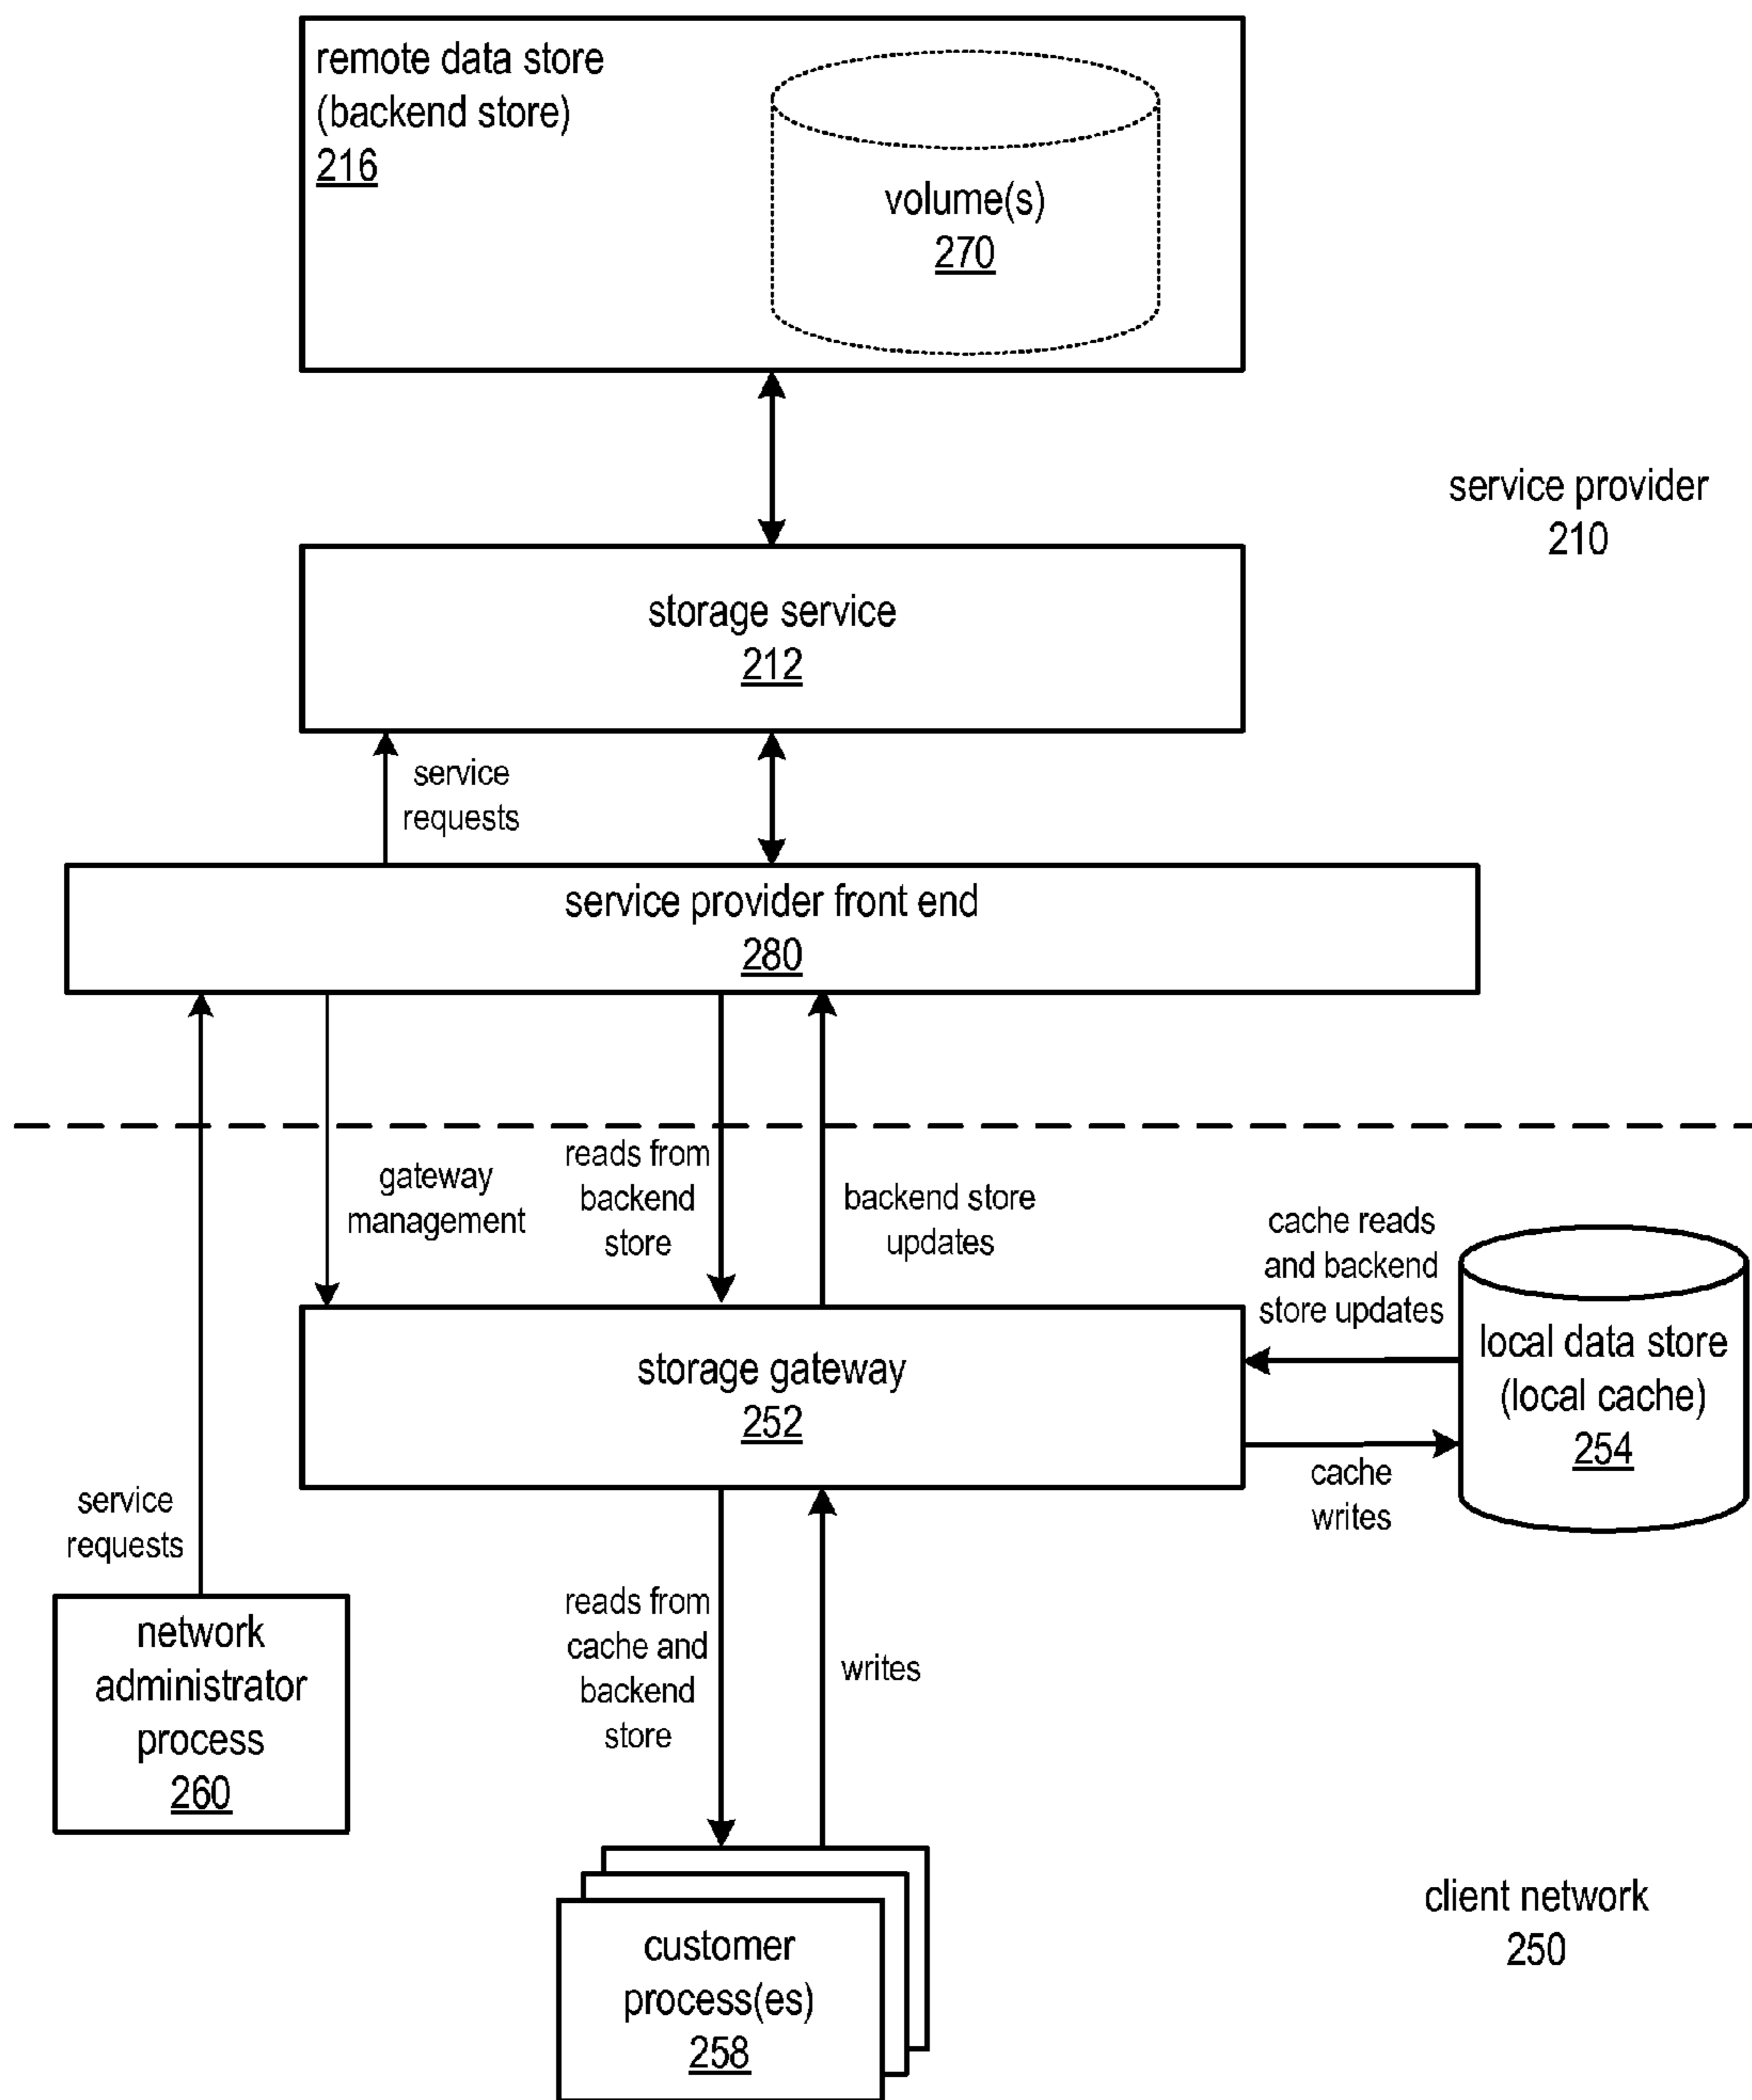 remote data store
(backend store)
216
volume(s)
270
service provider
210
storage service
212
service
requests
service provider front end
280
gateway
management
reads from
backend
store
backend store
updates
cache reads
and backend
store updates
storage gateway
252
local data store
(local cache)
254
cache
writes
service
requests
network
administrator
process
260
reads from
cache and
backend
store
writes
customer
process(es)
258
client network
250